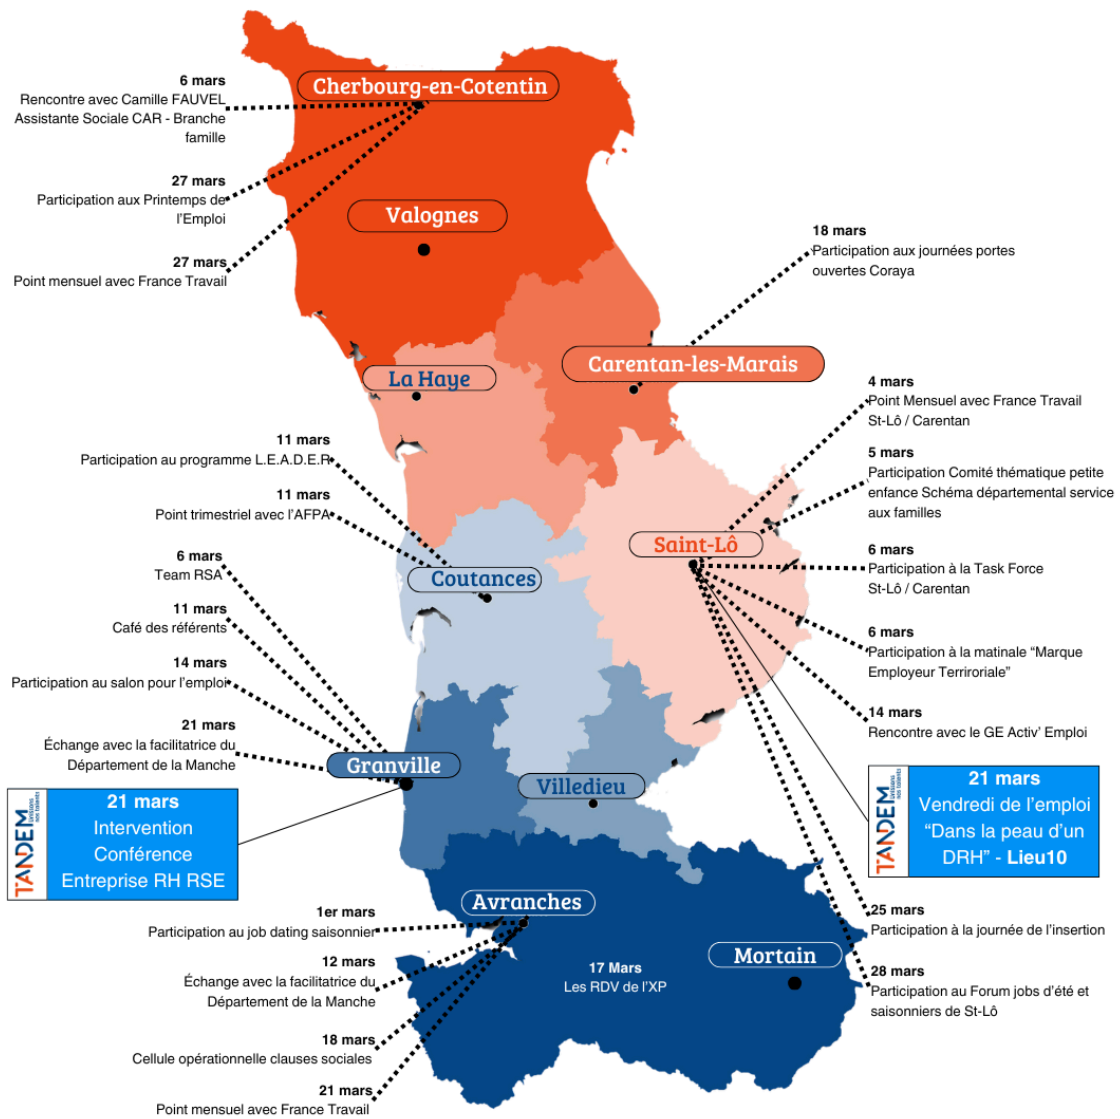 Cherbourg-en-Cotentin
6 mars
Rencontre avec Camille FAUVEL
Assistante Sociale CAR - Branche
famille
27 mars
Participation aux Printemps de
l'Emploi
27 mars
Point mensuel avec France Travail
Valognes
18 mars
Participation aux journées portes
ouvertes Coraya
Carentan-les-Marais
La Haye
4 mars
Point Mensuel avec France Travail
St-Lô / Carentan
5 mars
Participation Comité thématique petite
enfance Schéma départemental service
aux familles
6 mars
Participation à la Task Force
St-Lô / Carentan
6 mars
Participation à la matinale “Marque
Employeur Terriroriale”
14 mars
Rencontre avec le GE Activ’ Emploi
Saint-Lô
11 mars
Participation au programme L.E.A.D.E.R
11 mars
Point trimestriel avec l’AFPA
Coutances
6 mars
Team RSA
11 mars
Café des référents
14 mars
Participation au salon pour l’emploi
21 mars
Échange avec la facilitatrice du
Département de la Manche
Granville
Villedieu
TANDEM
unissons
nos talents
21 mars
Intervention
Conférence
Entreprise RH RSE
TANDEM
unissons
nos talents
21 mars
Vendredi de l’emploi
“Dans la peau d’un
DRH” - Lieu10
25 mars
Participation à la journée de l’insertion
28 mars
Participation au Forum jobs d’été et
saisonniers de St-Lô
Avranches
1er mars
Participation au job dating saisonnier
12 mars
Échange avec la facilitatrice du
Département de la Manche
18 mars
Cellule opérationnelle clauses sociales
21 mars
Point mensuel avec France Travail
17 Mars
Les RDV de l’XP
Mortain